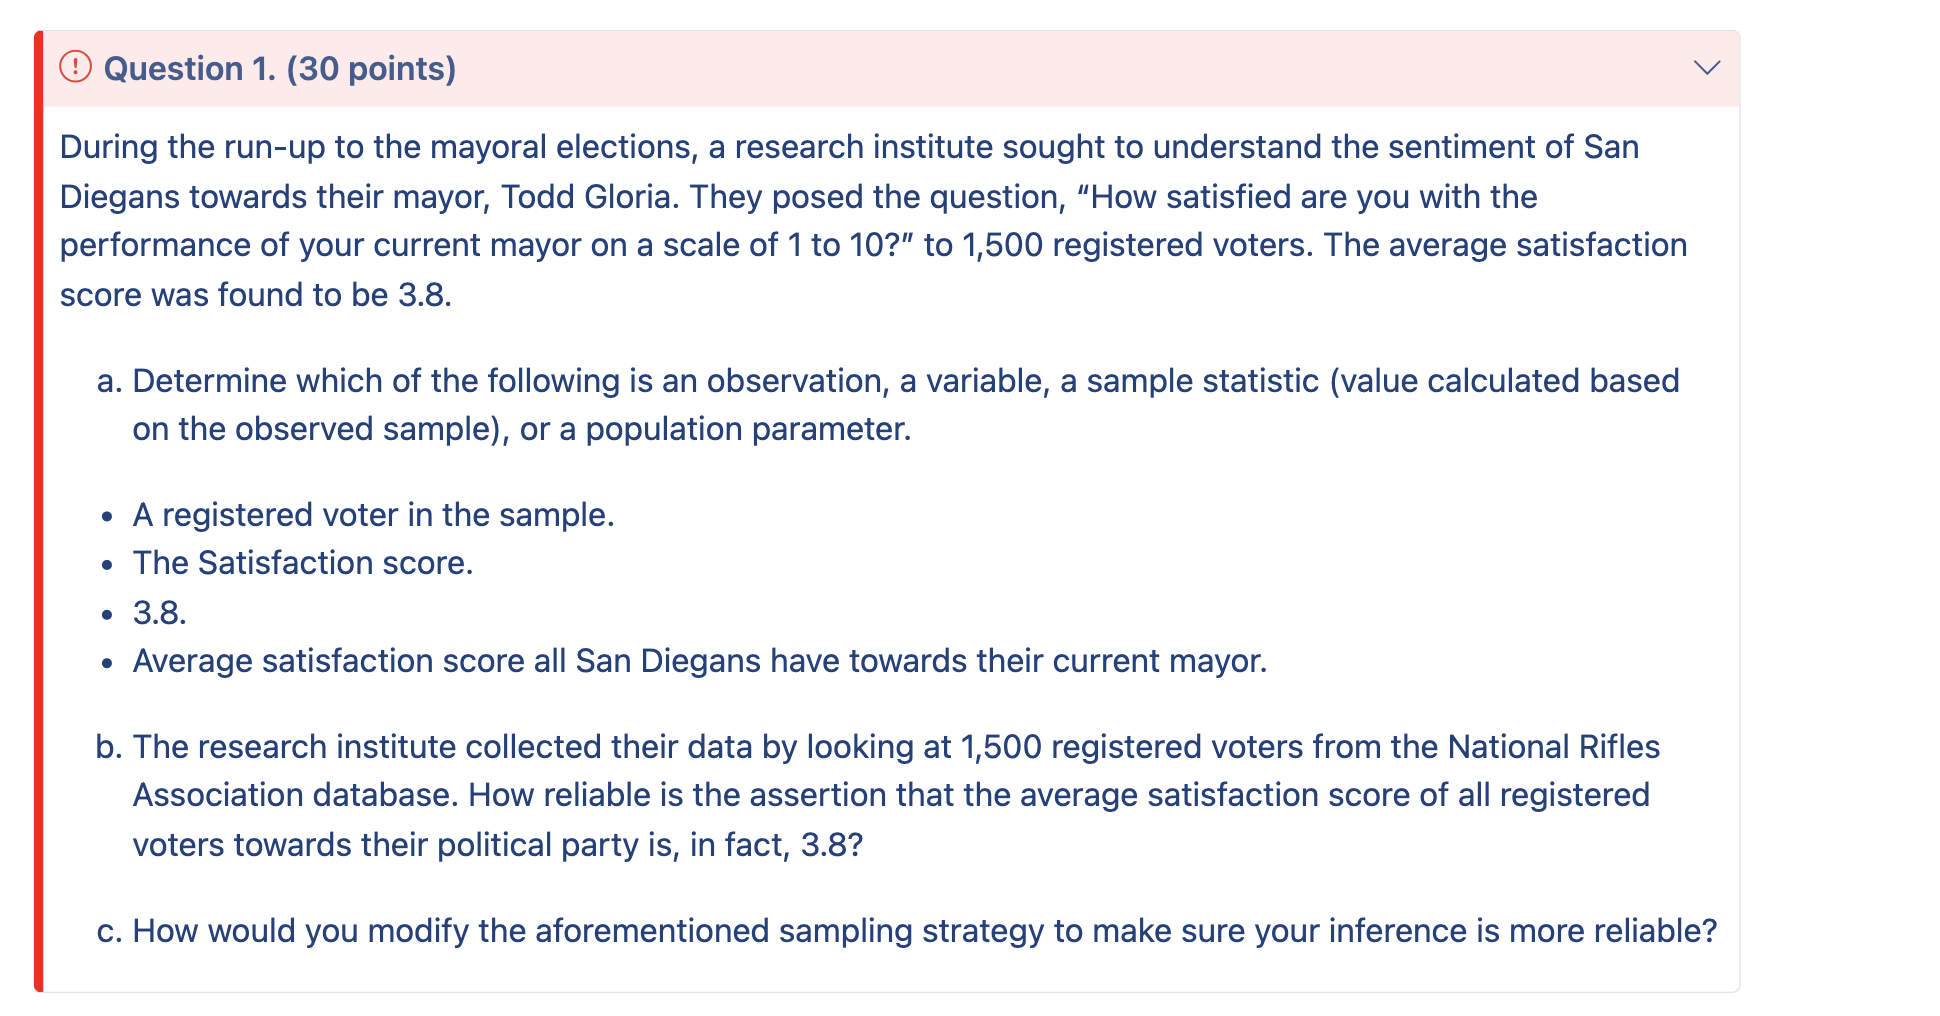 Question 1. (30 points)
During the run-up to the mayoral elections, a research institute sought to understand the sentiment of San
Diegans towards their mayor, Todd Gloria. They posed the question, “How satisfied are you with the
performance of your current mayor on a scale of 1 to 10?” to 1,500 registered voters. The average satisfaction
score was found to be 3.8.
a. Determine which of the following is an observation, a variable, a sample statistic (value calculated based
on the observed sample), or a population parameter.
• A registered voter in the sample.
• The Satisfaction score.
• 3.8.
• Average satisfaction score all San Diegans have towards their current mayor.
b. The research institute collected their data by looking at 1,500 registered voters from the National Rifles
Association database. How reliable is the assertion that the average satisfaction score of all registered
voters towards their political party is, in fact, 3.8?
c. How would you modify the aforementioned sampling strategy to make sure your inference is more reliable?